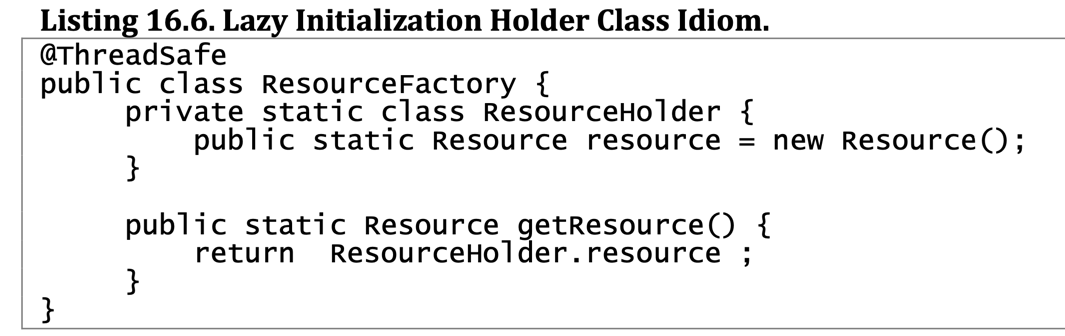 Listing 16.6. Lazy Initialization Holder Class Idiom.
@ThreadSafe
public class ResourceFactory {
     private static class ResourceHolder {
         public static Resource resource = new Resource();
     }

     public static Resource getResource() {
         return  ResourceHolder.resource ;
     }
}